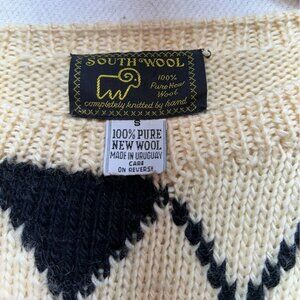 SOUTH WOOL
100%
Pure New
Wool
completely knitted by hand
S
100% PURE
NEW WOOL
MADE IN URUGUAY
CARE
ON REVERSE